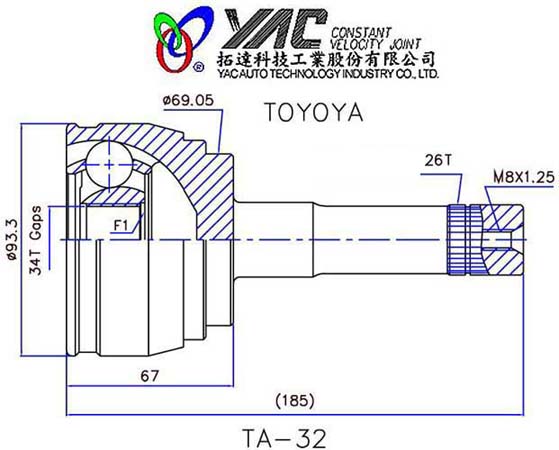 YAC CONSTANT
VELOCITY JOINT
拓達科技工業股份有限公司
® YAC AUTO TECHNOLOGY INDUSTRY CO., LTD.
ø69.05
TOYOYA
26T
M8X1.25
ø93.3
34T Gaps
F1
67
(185)
TA-32